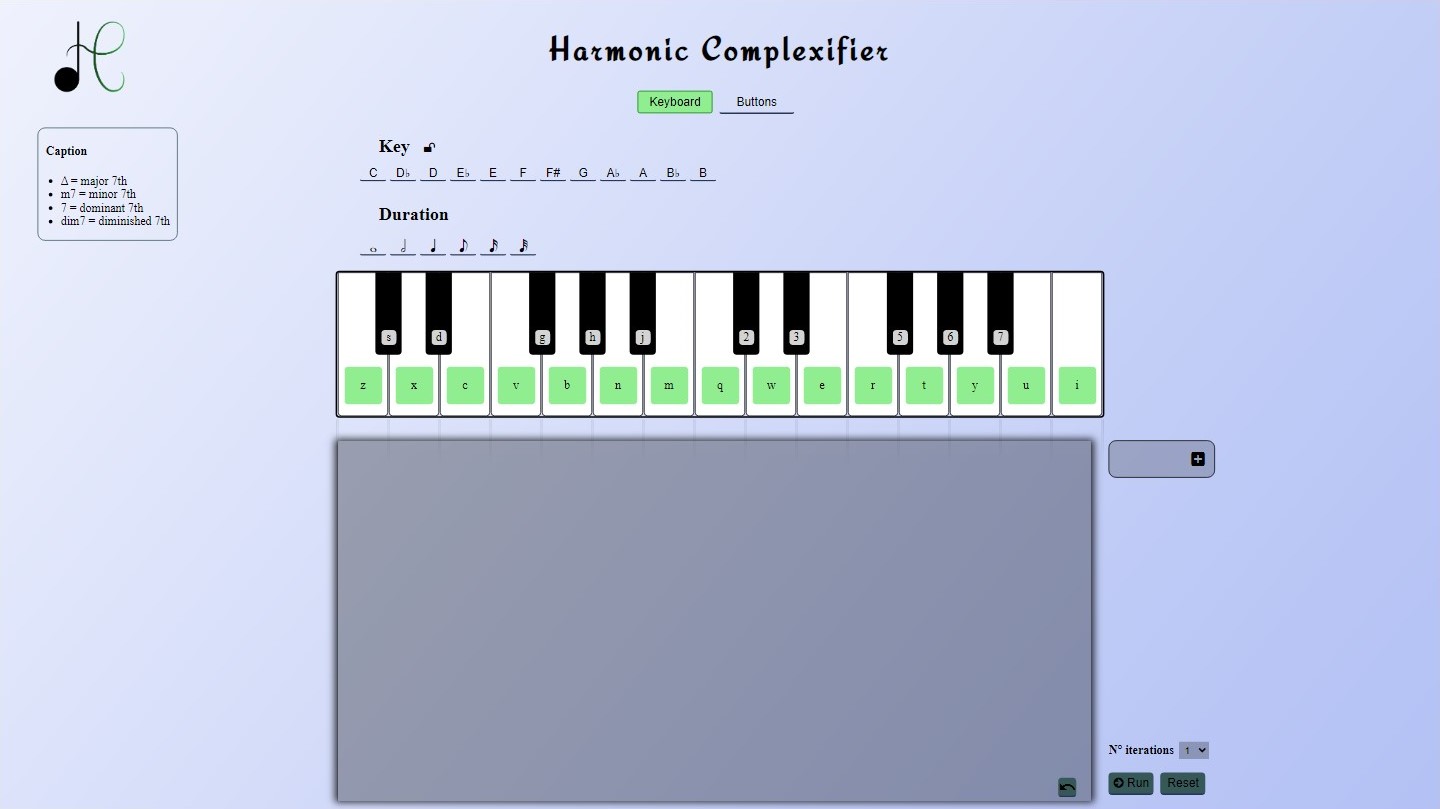 Harmonic Complexifier
Keyboard Buttons
Caption
Δ = major 7th
m7 = minor 7th
7 = dominant 7th
dim7 = diminished 7th
Key
C D♭ D E♭ E F F# G A♭ A B♭ B
Duration
s d g h j 2 3 5 6 7
z x c v b n m q w e r t y u i
N° iterations 1
Run Reset